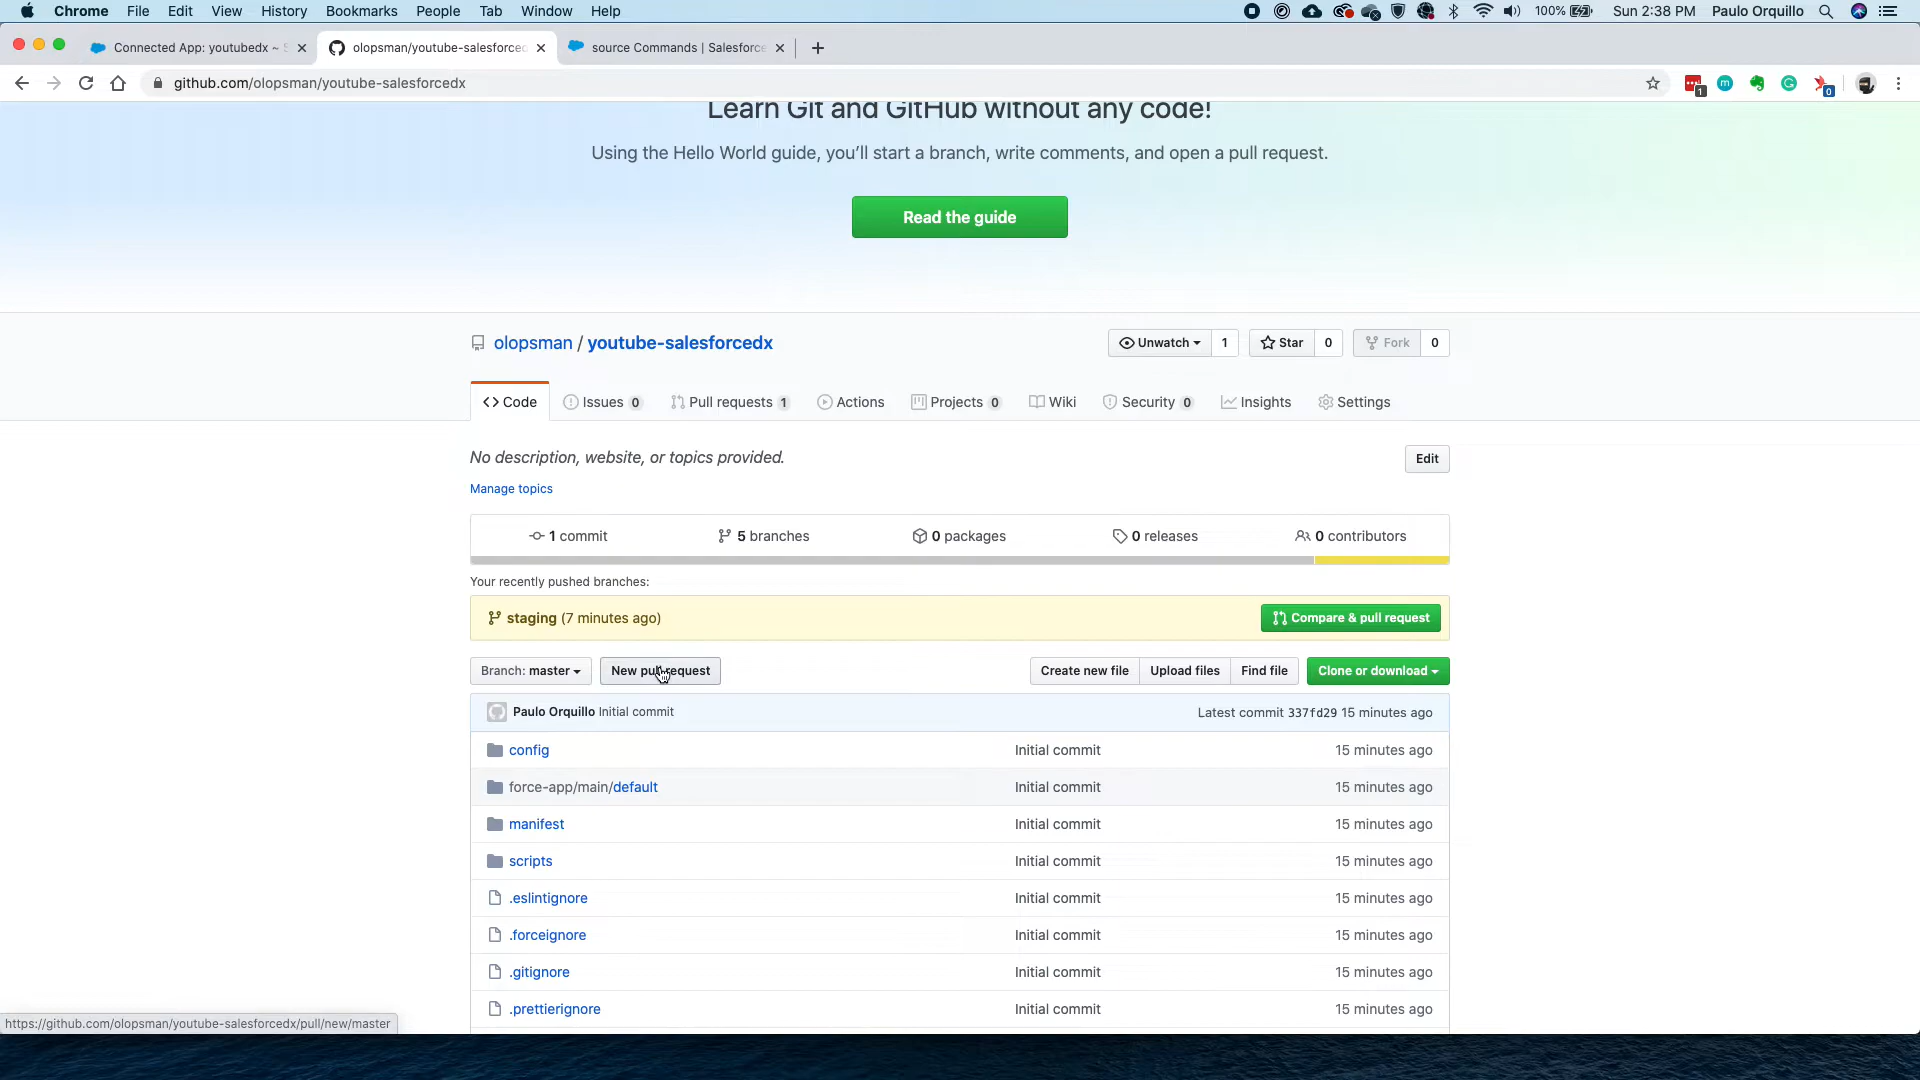 Chrome File Edit View History Bookmarks People Tab Window Help 100% Sun 2:38 PM Paulo Orquillo
Connected App: youtubedx ~ S olopsman/youtube-salesforced source Commands | Salesforce
github.com/olopsman/youtube-salesforcedx 1 m G 0
Learn Git and GitHub without any code!
Using the Hello World guide, you’ll start a branch, write comments, and open a pull request.
Read the guide
olopsman / youtube-salesforcedx Unwatch 1 Star 0 Fork 0
Code Issues 0 Pull requests 1 Actions Projects 0 Wiki Security 0 Insights Settings
No description, website, or topics provided. Edit
Manage topics
1 commit 5 branches 0 packages 0 releases 0 contributors
Your recently pushed branches:
staging (7 minutes ago) Compare & pull request
Branch: master New pull request Create new file Upload files Find file Clone or download
Paulo Orquillo Initial commit Latest commit 337fd29 15 minutes ago
config Initial commit 15 minutes ago
force-app/main/default Initial commit 15 minutes ago
manifest Initial commit 15 minutes ago
scripts Initial commit 15 minutes ago
.eslintignore Initial commit 15 minutes ago
.forceignore Initial commit 15 minutes ago
.gitignore Initial commit 15 minutes ago
.prettierignore Initial commit 15 minutes ago
https://github.com/olopsman/youtube-salesforcedx/pull/new/master